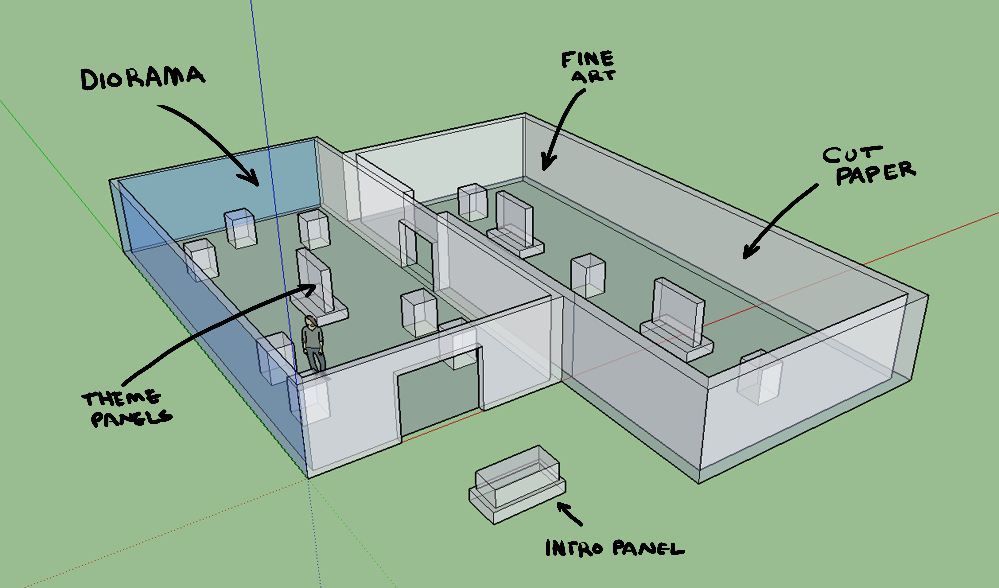 DIORAMA
FINE
ART
CUT
PAPER
THEME
PANELS
INTRO PANEL